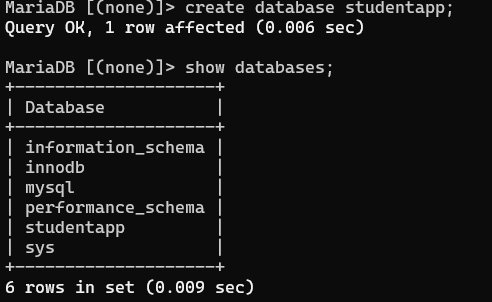 MariaDB [(none)]> create database studentapp;
Query OK, 1 row affected (0.006 sec)
MariaDB [(none)]> show databases;
+--------------------+
| Database           |
+--------------------+
| information_schema |
| innodb             |
| mysql              |
| performance_schema |
| studentapp         |
| sys                |
+--------------------+
6 rows in set (0.009 sec)